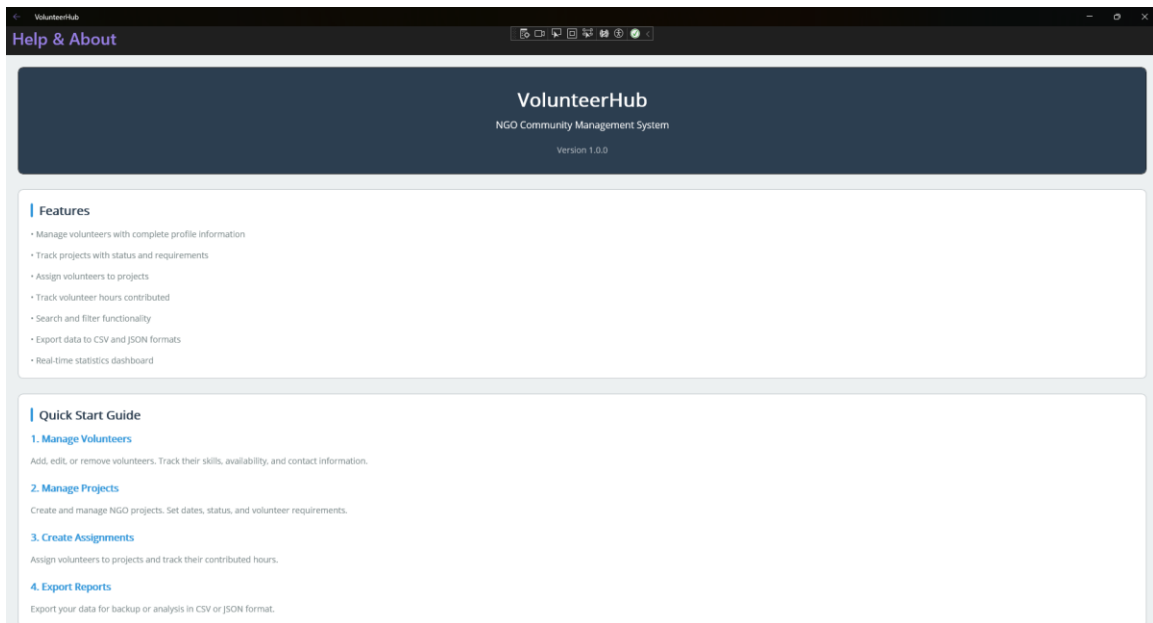 VolunteerHub
Help & About
VolunteerHub
NGO Community Management System
Version 1.0.0
Features
• Manage volunteers with complete profile information
• Track projects with status and requirements
• Assign volunteers to projects
• Track volunteer hours contributed
• Search and filter functionality
• Export data to CSV and JSON formats
• Real-time statistics dashboard
Quick Start Guide
1. Manage Volunteers
Add, edit, or remove volunteers. Track their skills, availability, and contact information.
2. Manage Projects
Create and manage NGO projects. Set dates, status, and volunteer requirements.
3. Create Assignments
Assign volunteers to projects and track their contributed hours.
4. Export Reports
Export your data for backup or analysis in CSV or JSON format.